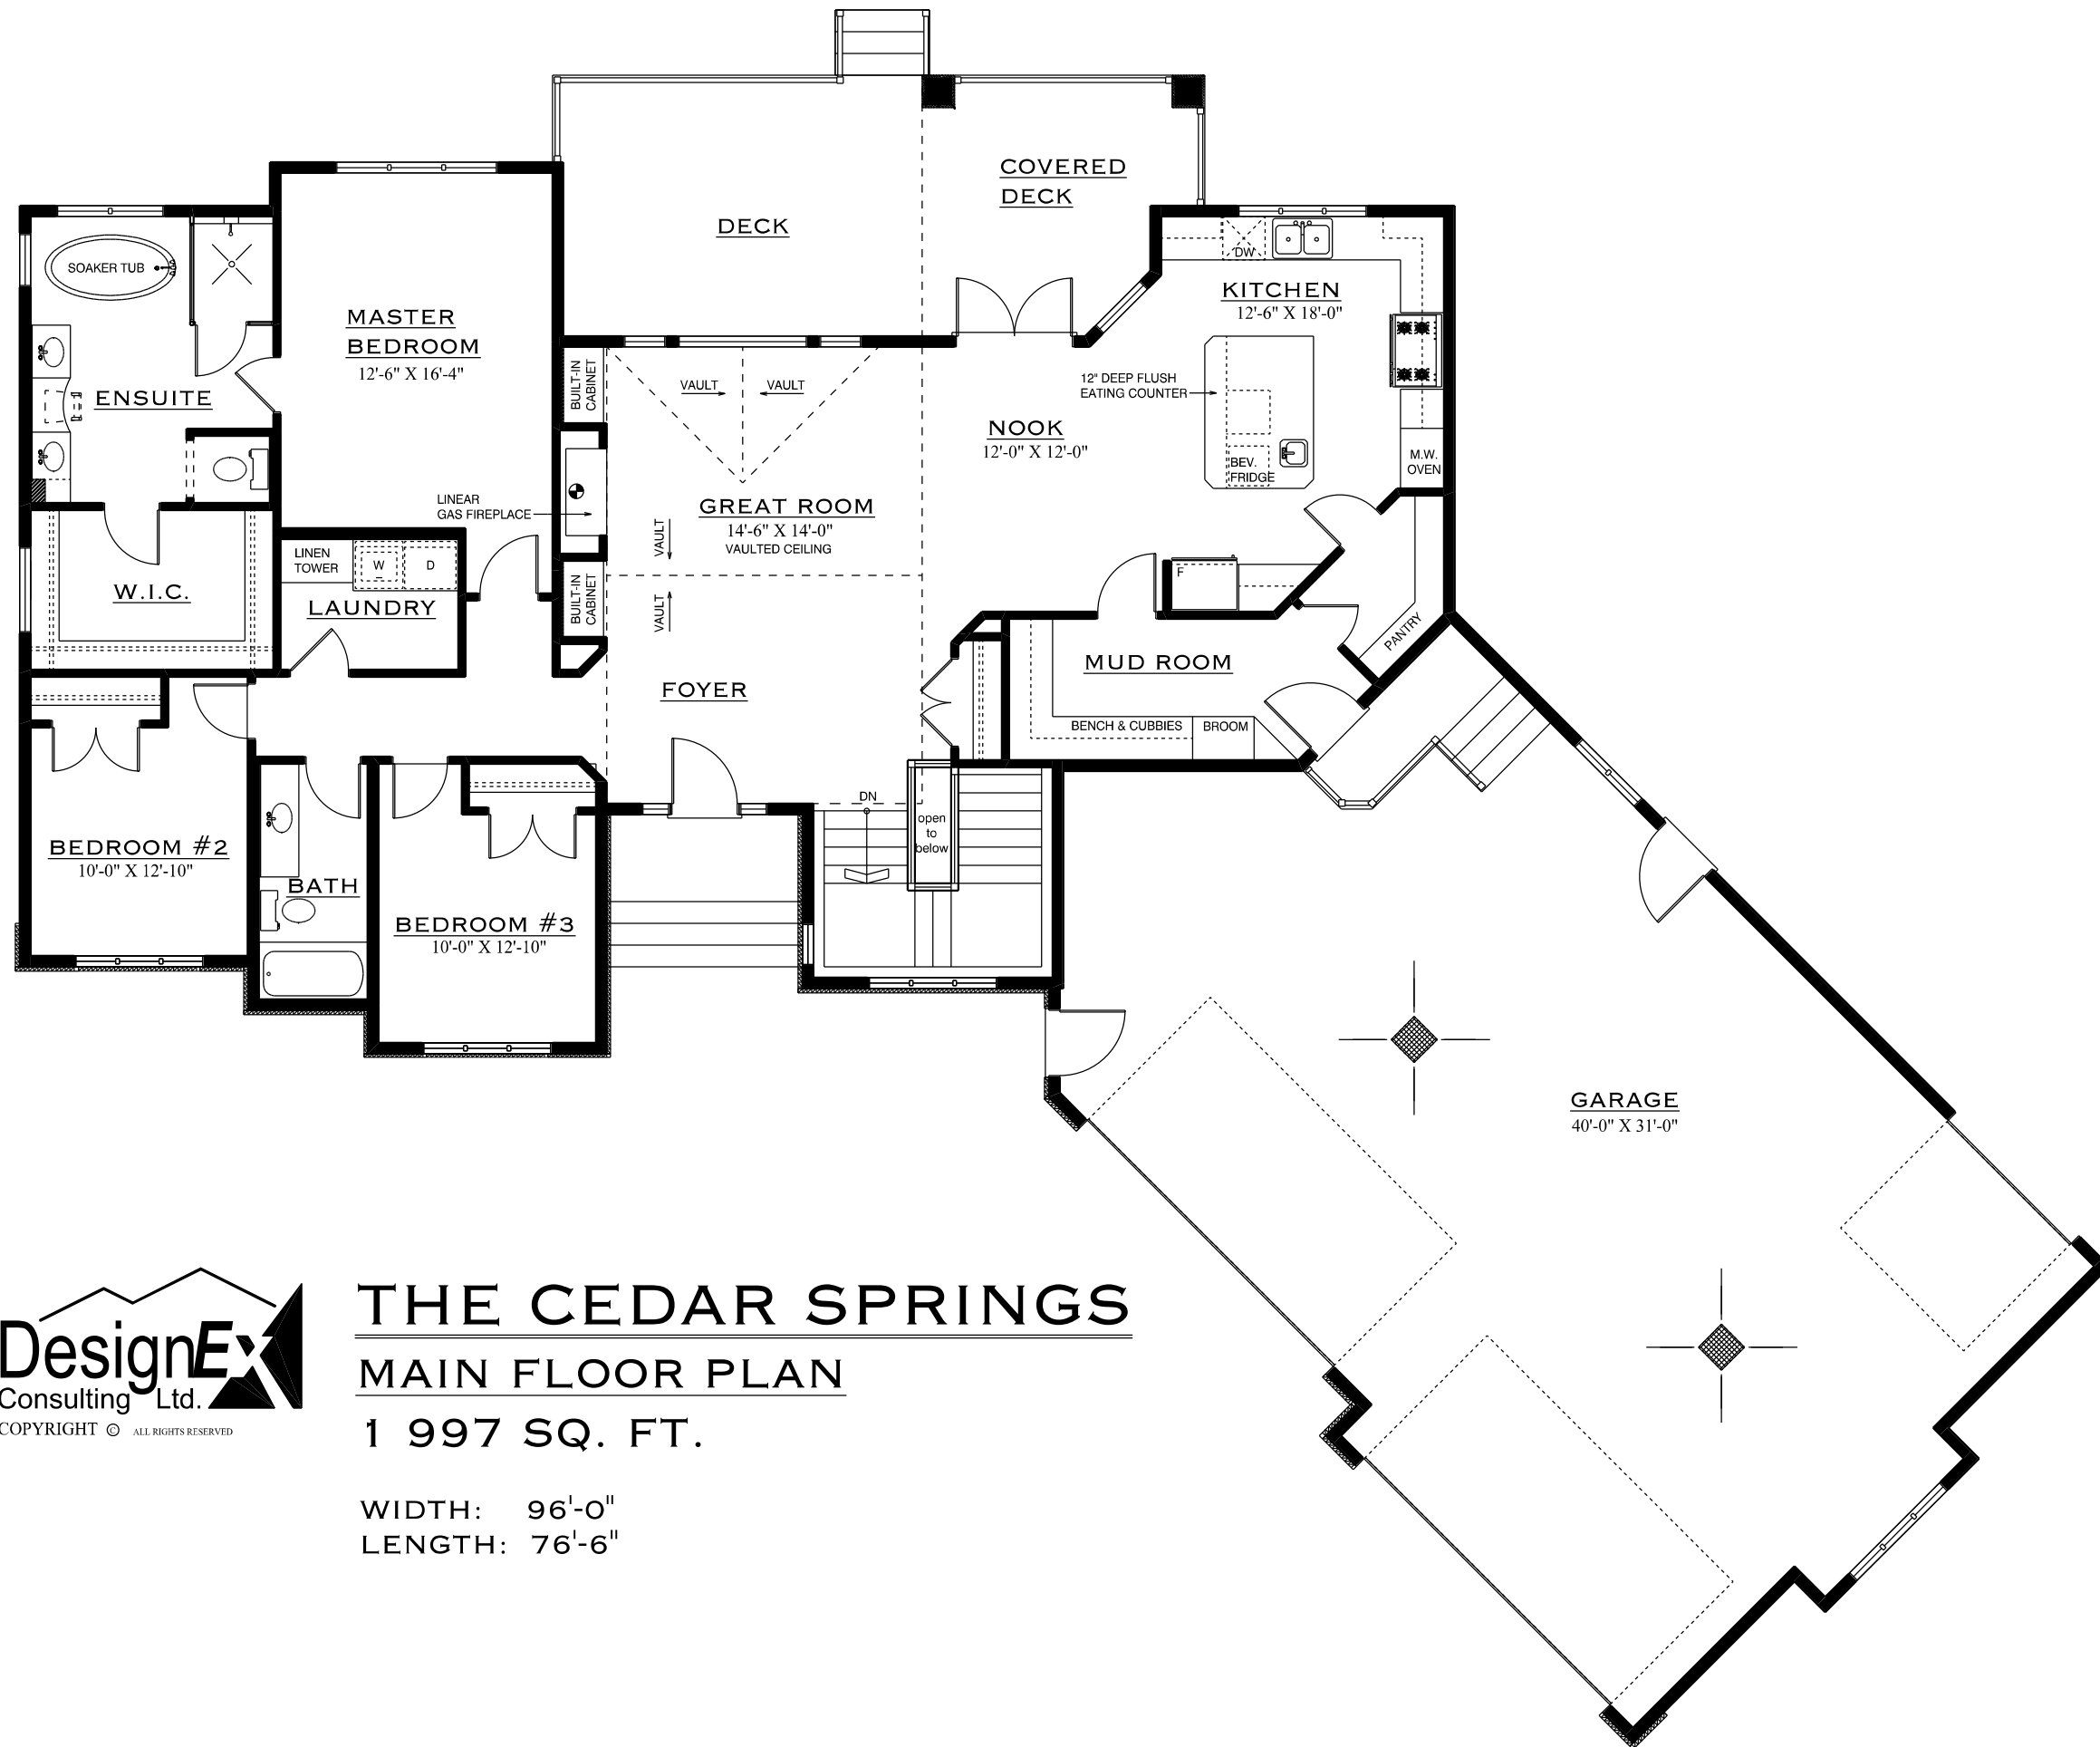 COVERED
DECK
DECK
SOAKER TUB
DW
KITCHEN
12'-6" X 18'-0"
MASTER
BEDROOM
12'-6" X 16'-4"
BUILT-IN
CABINET
VAULT
VAULT
12" DEEP FLUSH
EATING COUNTER
ENSUITE
NOOK
12'-0" X 12'-0"
BEV.
FRIDGE
M.W.
OVEN
LINEAR
GAS FIREPLACE
GREAT ROOM
14'-6" X 14'-0"
VAULTED CEILING
VAULT
LINEN
TOWER
W
D
F
W.I.C.
LAUNDRY
BUILT-IN
CABINET
VAULT
PANTRY
MUD ROOM
FOYER
BENCH & CUBBIES
BROOM
DN
open
to
below
BEDROOM #2
10'-0" X 12'-10"
BATH
BEDROOM #3
10'-0" X 12'-10"
GARAGE
40'-0" X 31'-0"
DesignEx
Consulting Ltd.
COPYRIGHT © ALL RIGHTS RESERVED
THE CEDAR SPRINGS
MAIN FLOOR PLAN
1 997 SQ. FT.
WIDTH: 96'-0"
LENGTH: 76'-6"